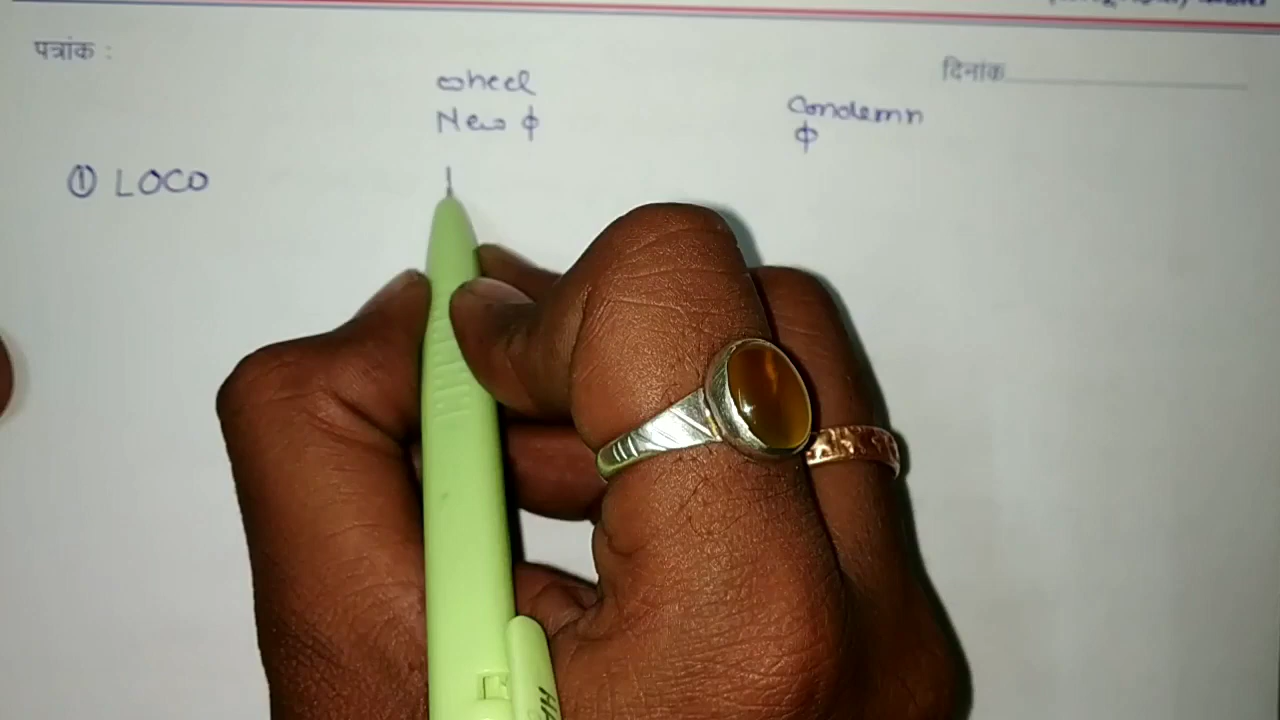 पत्रांक :
दिनांक
wheel
New ф
Condemn
ф
① LOCO